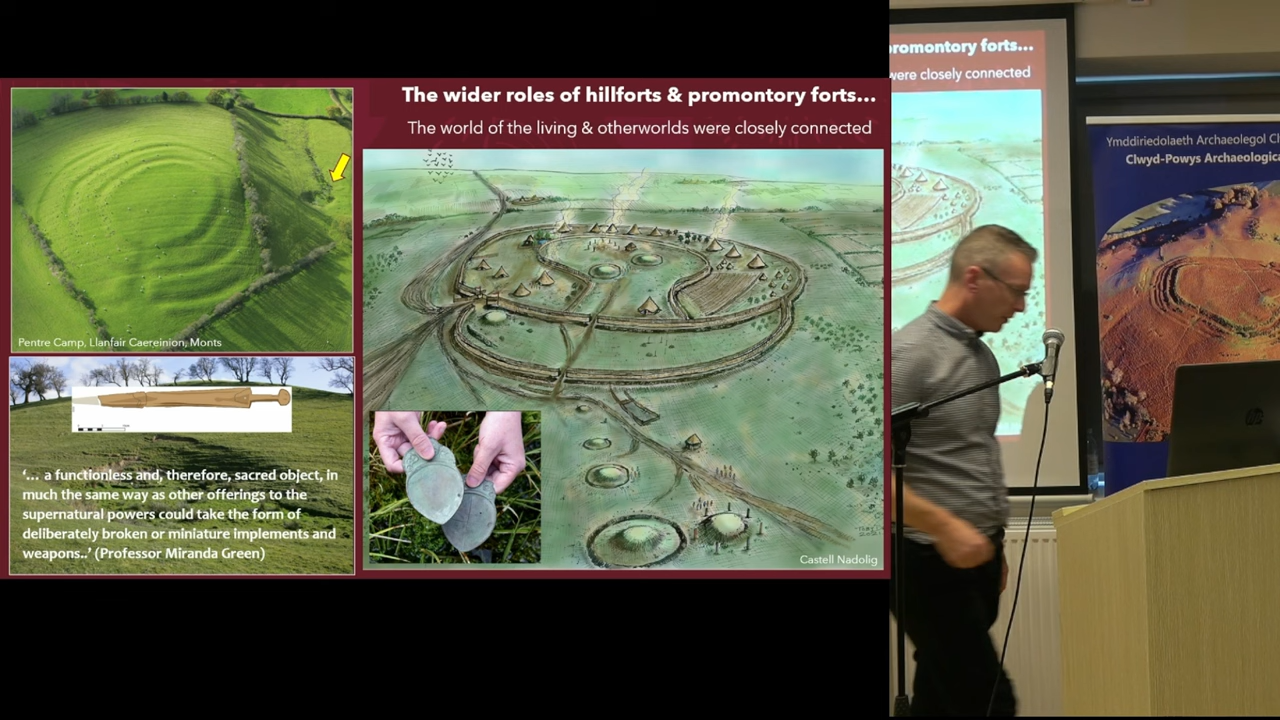 The wider roles of hillforts & promontory forts...
The world of the living & otherworlds were closely connected
Pentre Camp, Llanfair Caereinion, Monts
‘... a functionless and, therefore, sacred object, in
much the same way as other offerings to the
supernatural powers could take the form of
deliberately broken or miniature implements and
weapons..’ (Professor Miranda Green)
Castell Nadolig
promontory forts...
were closely connected
Ymddiriedolaeth Archaeolegol
Clwyd-Powys
hp